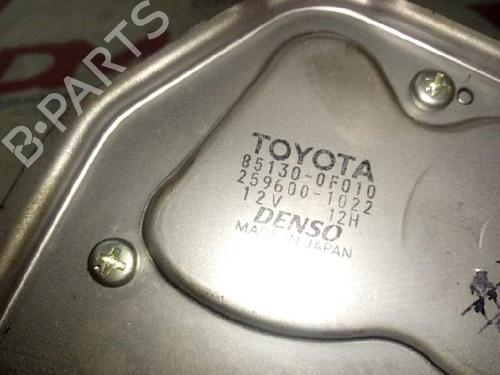 B-PARTS
TOYOTA
85130-0F010
259600-1022
12V 12H
DENSO
MADE IN JAPAN